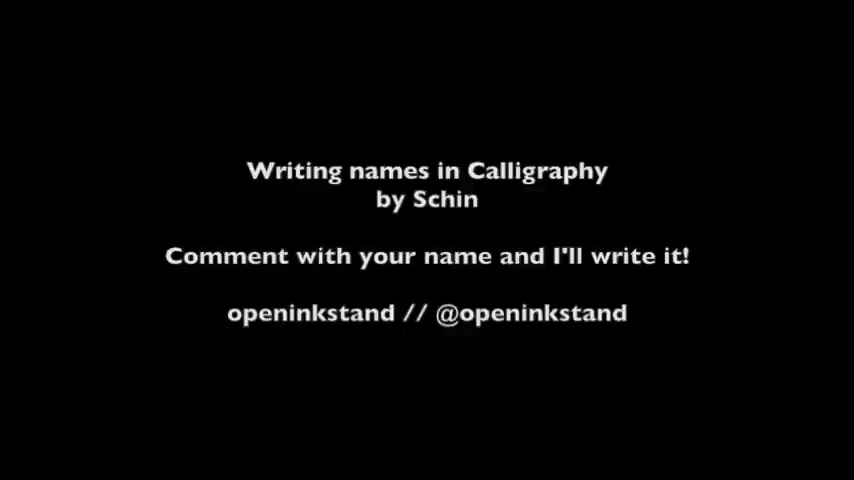 Writing names in Calligraphy
by Schin
Comment with your name and I'll write it!
openinkstand // @openinkstand